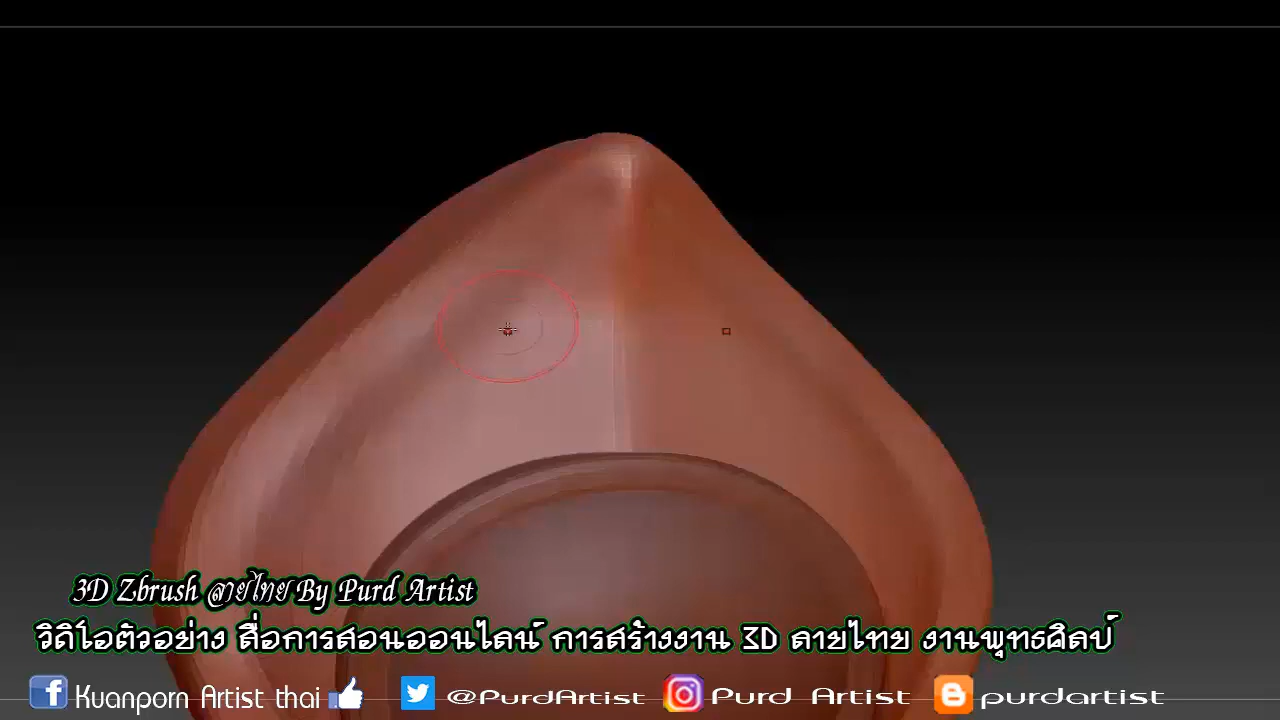 3D Zbrush ลายไทย By Purd Artist
วิดีโอตัวอย่าง สื่อการสอนออนไลน์ การสร้างงาน 3D ลายไทย งานพุทธศิลป์
Kuanporn Artist thai @PurdArtist Purd Artist purdartist